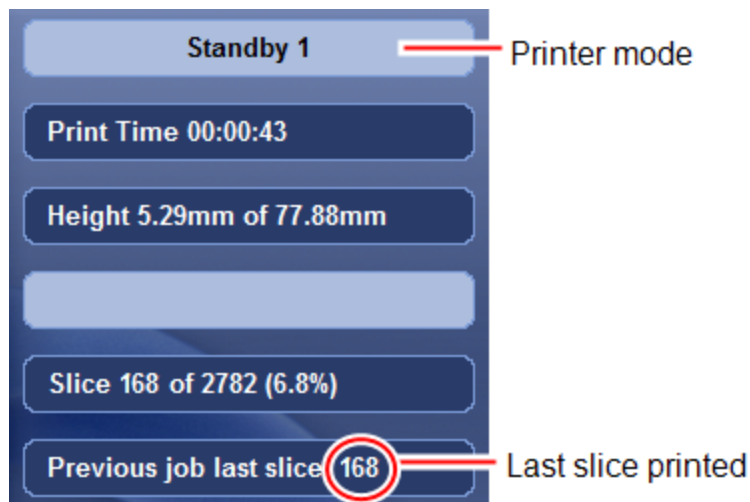 Standby 1
Printer mode
Print Time 00:00:43
Height 5.29mm of 77.88mm
Slice 168 of 2782 (6.8%)
Previous job last slice 168
Last slice printed